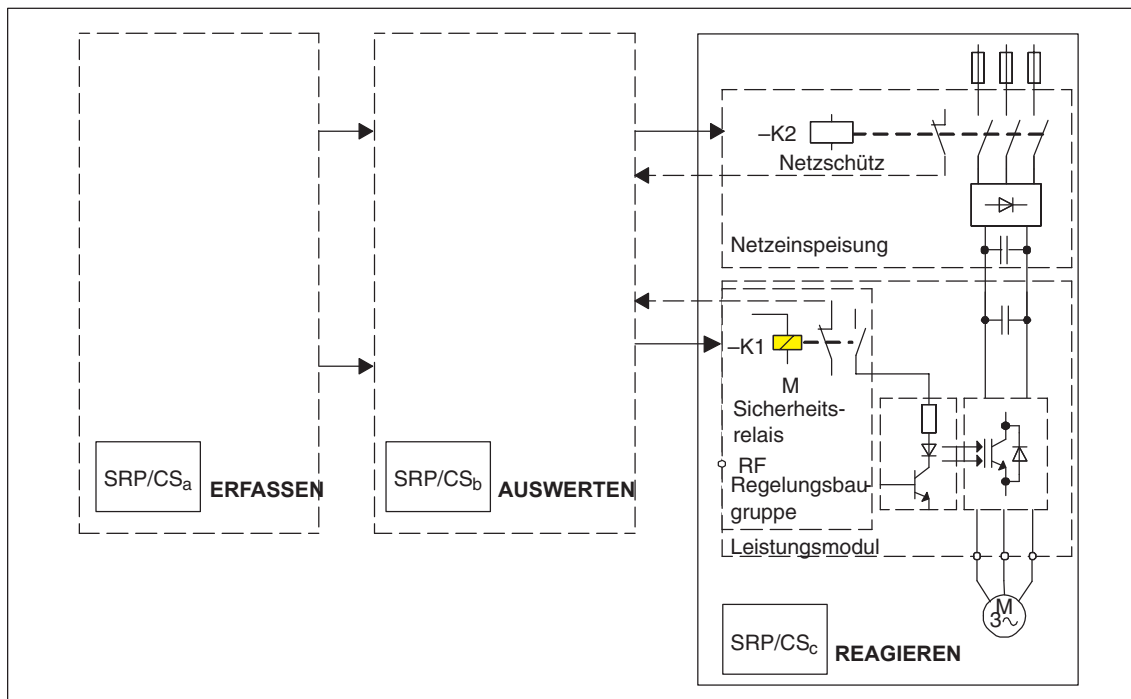 –K2
Netzschütz
Netzeinspeisung
–K1
M
Sicherheits-
relais
RF
Regelungsbau-
gruppe
Leistungsmodul
M
3~
SRP/CSa
ERFASSEN
SRP/CSb
AUSWERTEN
SRP/CSc
REAGIEREN